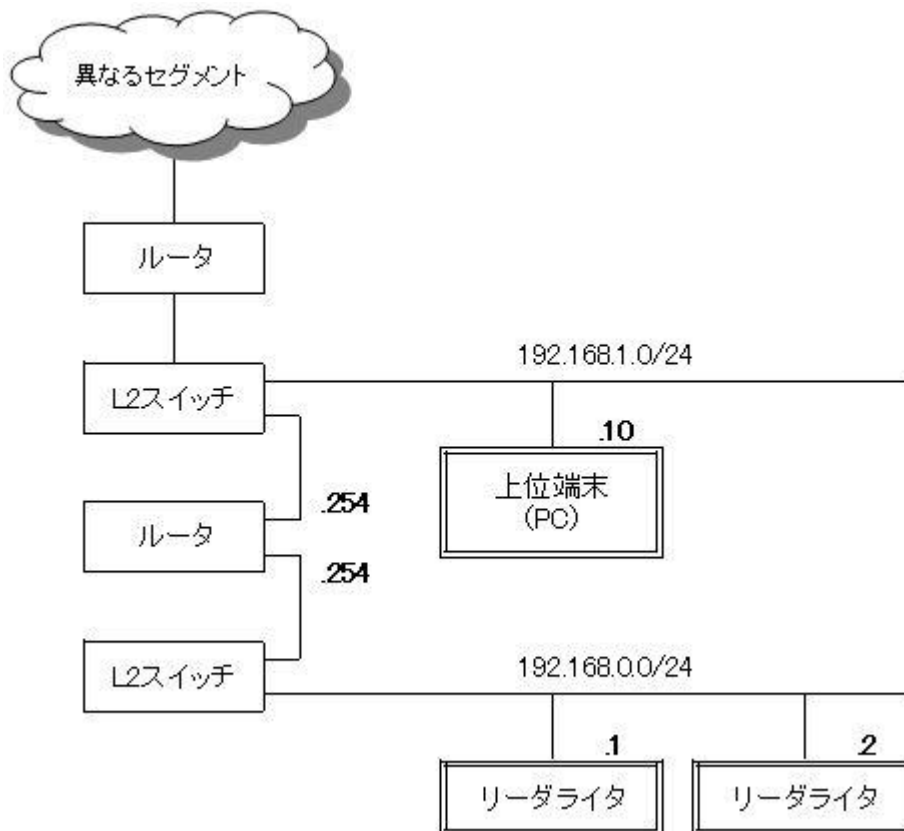 異なるセグメント
ルータ
192.168.1.0/24
L2スイッチ
.10
上位端末
(PC)
.254
ルータ
.254
L2スイッチ
192.168.0.0/24
.1
.2
リーダライタ
リーダライタ